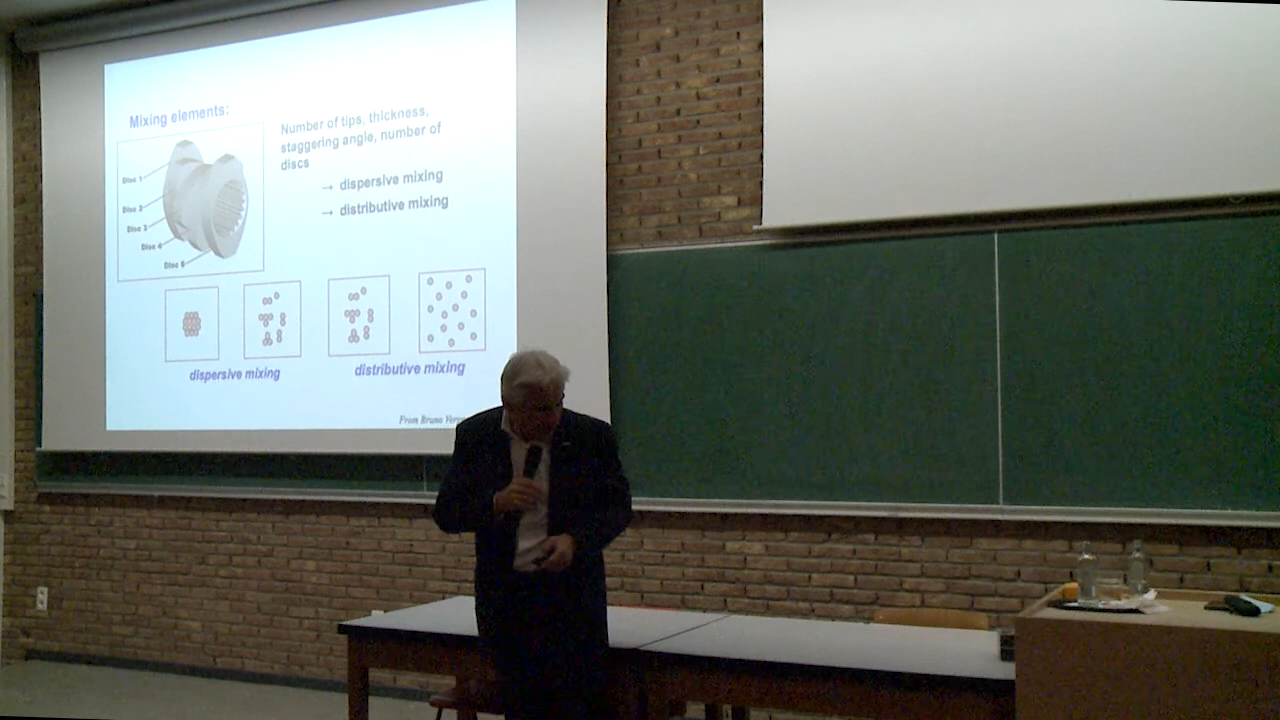 Mixing elements:
Number of tips, thickness,
staggering angle, number of
discs
→ dispersive mixing
→ distributive mixing
Disc 1
Disc 2
Disc 3
Disc 4
Disc 5
dispersive mixing
distributive mixing
From Bruno